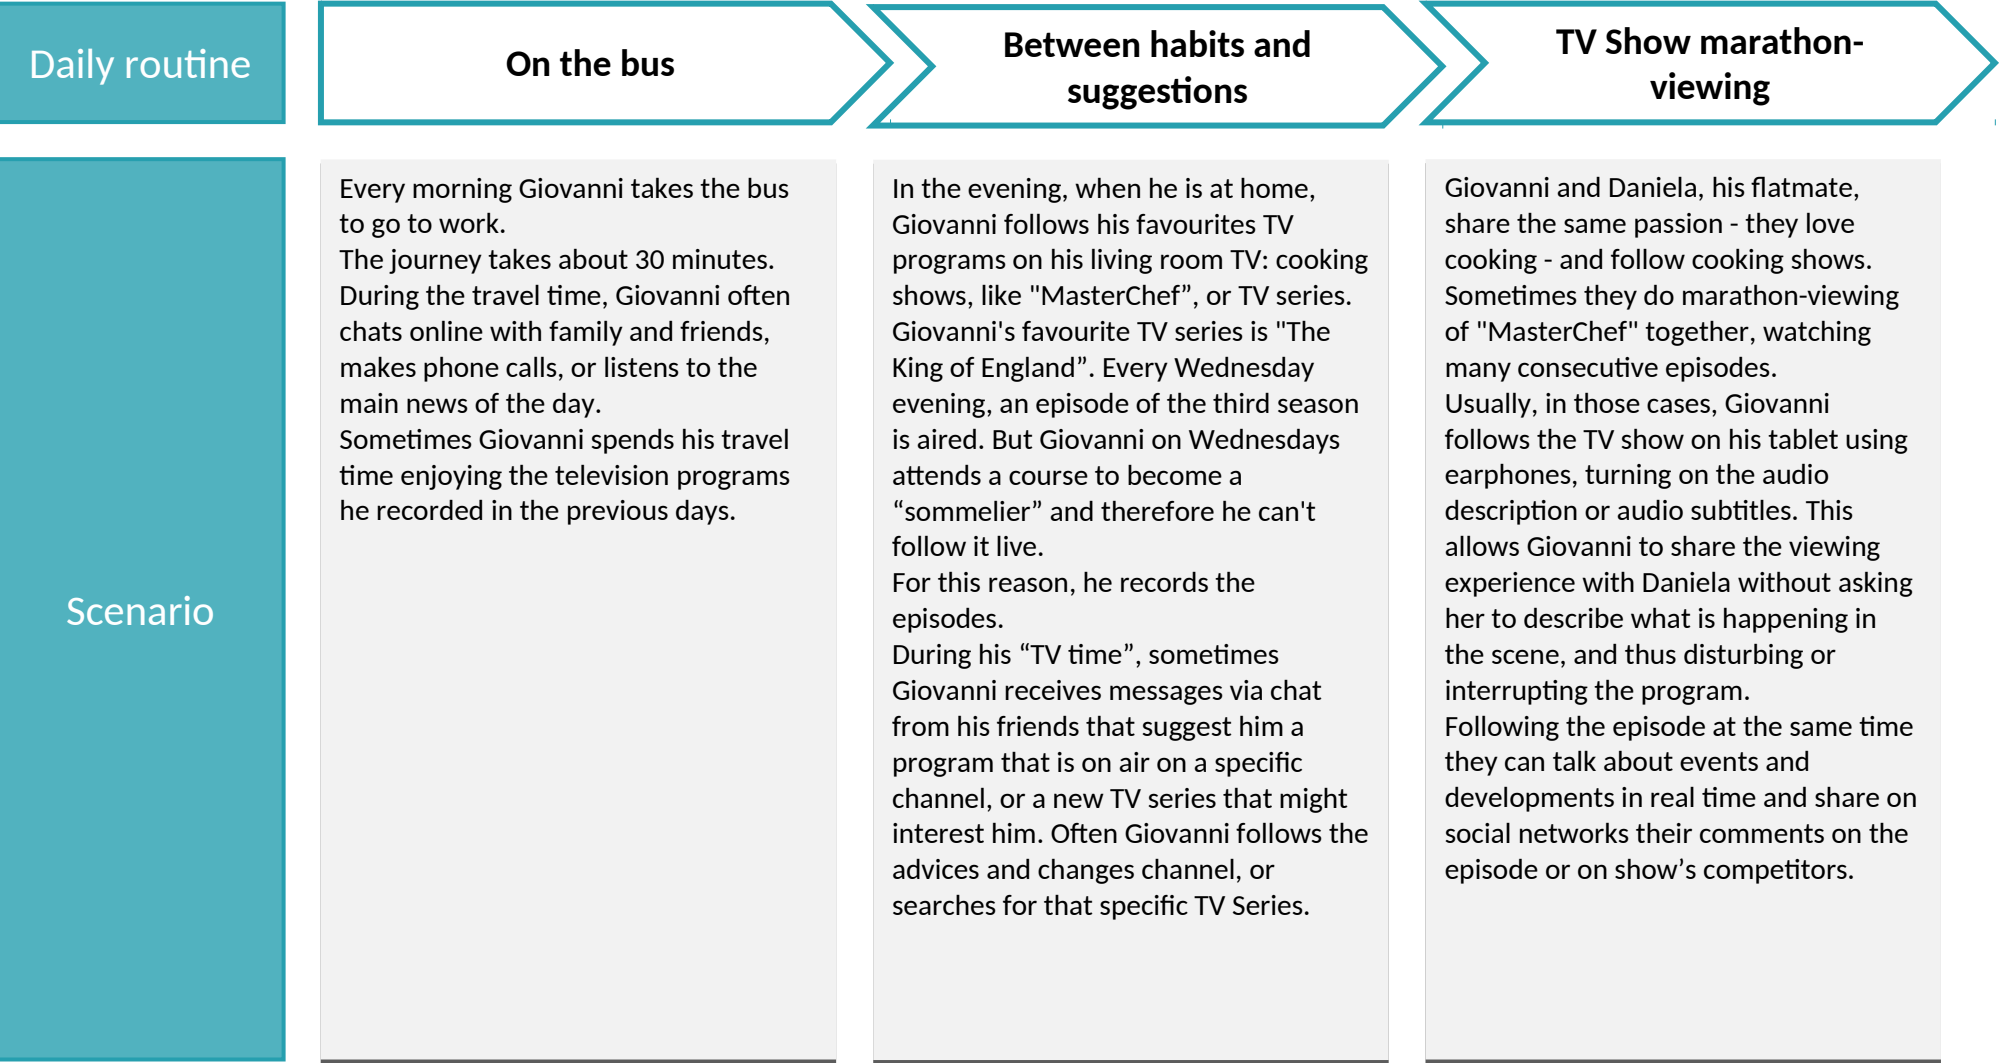 Daily routine
On the bus
Between habits and
suggestions
TV Show marathon-
viewing
Scenario
Every morning Giovanni takes the bus
to go to work.
The journey takes about 30 minutes.
During the travel time, Giovanni often
chats online with family and friends,
makes phone calls, or listens to the
main news of the day.
Sometimes Giovanni spends his travel
time enjoying the television programs
he recorded in the previous days.
In the evening, when he is at home,
Giovanni follows his favourites TV
programs on his living room TV: cooking
shows, like "MasterChef”, or TV series.
Giovanni's favourite TV series is "The
King of England”. Every Wednesday
evening, an episode of the third season
is aired. But Giovanni on Wednesdays
attends a course to become a
“sommelier” and therefore he can't
follow it live.
For this reason, he records the
episodes.
During his “TV time”, sometimes
Giovanni receives messages via chat
from his friends that suggest him a
program that is on air on a specific
channel, or a new TV series that might
interest him. Often Giovanni follows the
advices and changes channel, or
searches for that specific TV Series.
Giovanni and Daniela, his flatmate,
share the same passion - they love
cooking - and follow cooking shows.
Sometimes they do marathon-viewing
of "MasterChef" together, watching
many consecutive episodes.
Usually, in those cases, Giovanni
follows the TV show on his tablet using
earphones, turning on the audio
description or audio subtitles. This
allows Giovanni to share the viewing
experience with Daniela without asking
her to describe what is happening in
the scene, and thus disturbing or
interrupting the program.
Following the episode at the same time
they can talk about events and
developments in real time and share on
social networks their comments on the
episode or on show’s competitors.